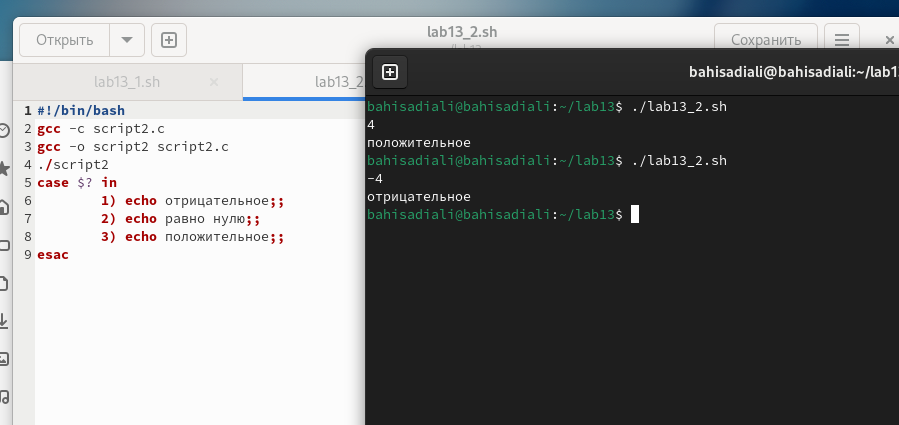 Открыть
lab13_2.sh
Сохранить
lab13_1.sh
lab13_2
1 #!/bin/bash
2 gcc -c script2.c
3 gcc -o script2 script2.c
4 ./script2
5 case $? in
6 1) echo отрицательное;;
7 2) echo равно нулю;;
8 3) echo положительное;;
9 esac
bahisadiali@bahisadiali:~/lab13
bahisadiali@bahisadiali:~/lab13$ ./lab13_2.sh
4
положительное
bahisadiali@bahisadiali:~/lab13$ ./lab13_2.sh
-4
отрицательное
bahisadiali@bahisadiali:~/lab13$